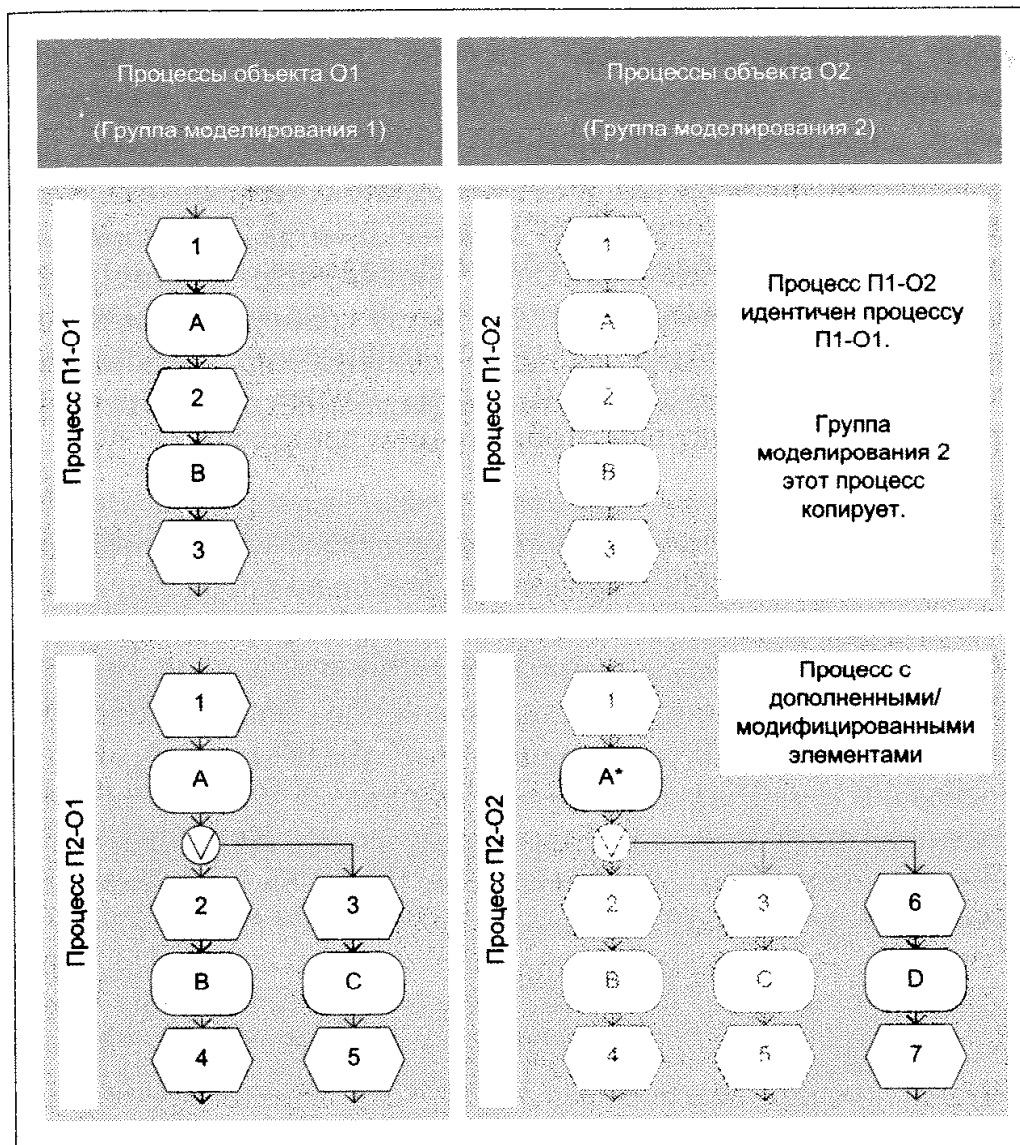 Процессы объекта О1
(Группа моделирования 1)
Процессы объекта О2
(Группа моделирования 2)
Процесс П1-О1
1
A
2
B
3
Процесс П1-О2
1
A
2
B
3
Процесс П1-О2
идентичен процессу
П1-О1.
Группа
моделирования 2
этот процесс
копирует.
Процесс П2-О1
1
A
V
2
3
B
C
4
5
Процесс П2-О2
1
A*
V
2
3
6
B
C
D
4
5
7
Процесс с
дополненными/
модифицированными
элементами